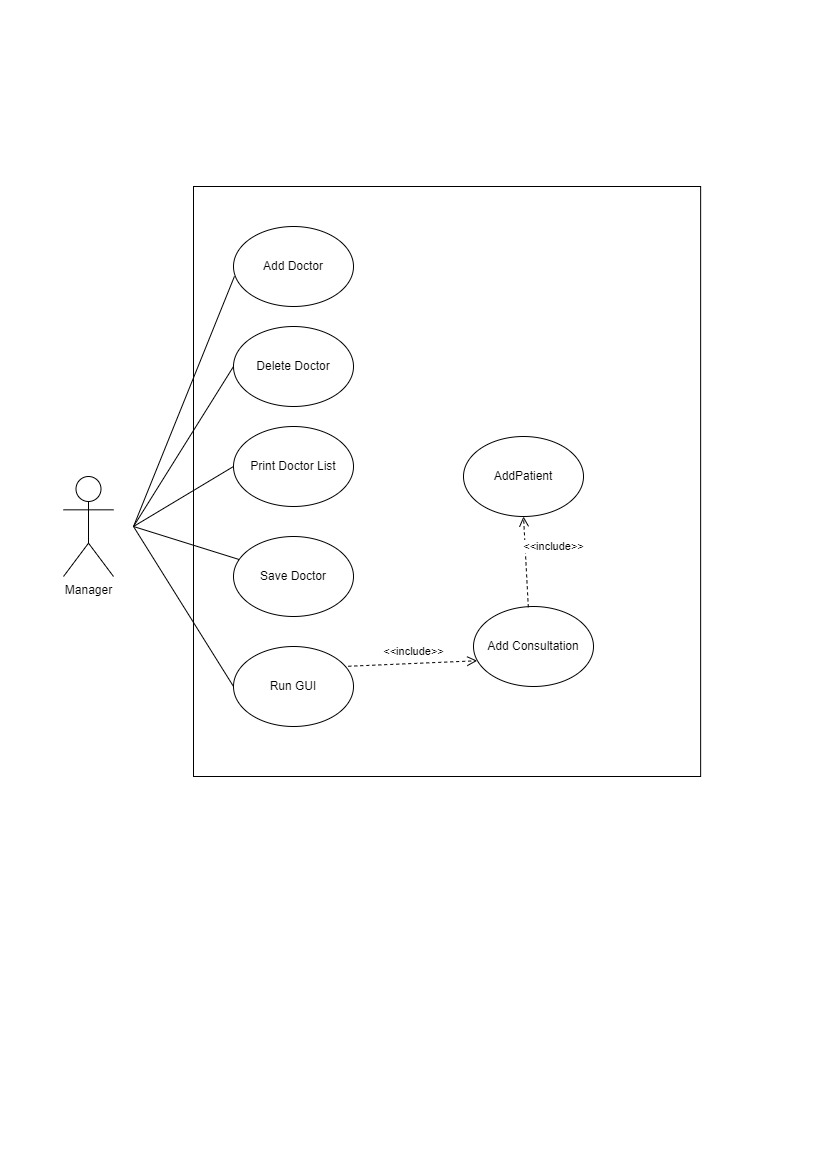 Add Doctor
Delete Doctor
Print Doctor List
AddPatient
<<include>>
Save Doctor
Manager
Add Consultation
<<include>>
Run GUI